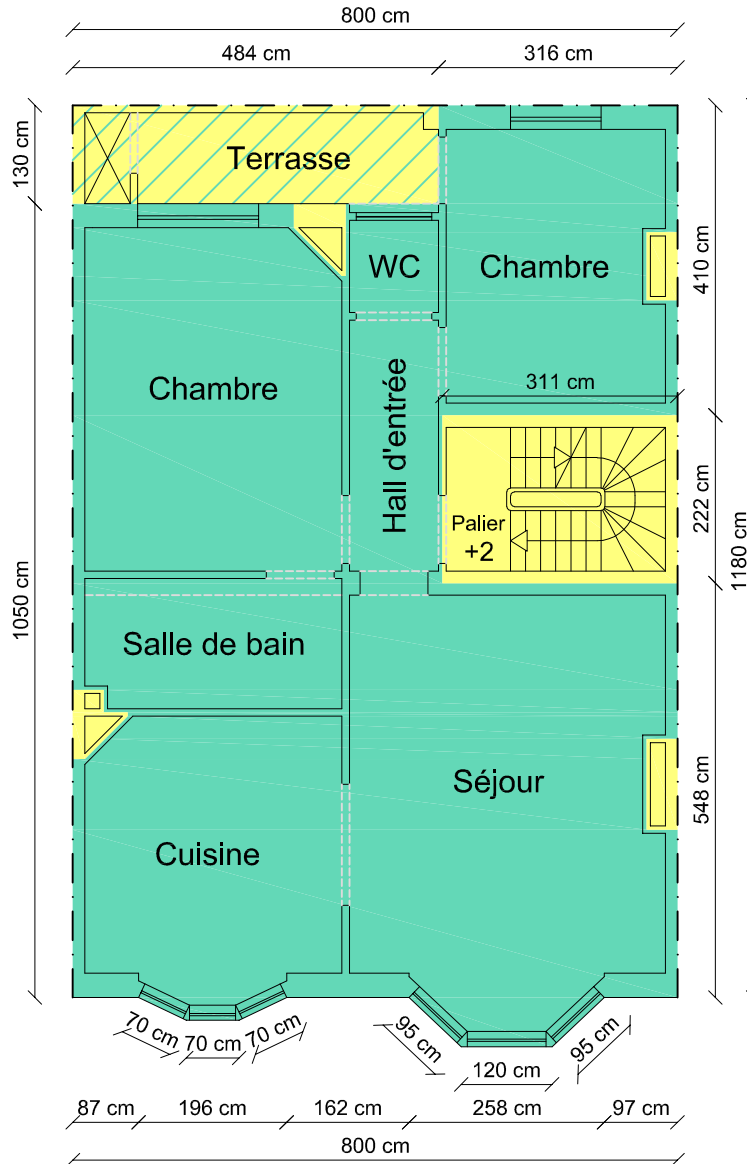 800 cm
484 cm
316 cm
130 cm
Terrasse
WC
Chambre
410 cm
Chambre
Hall d'entrée
311 cm
Palier
+2
222 cm
1180 cm
1050 cm
Salle de bain
Séjour
548 cm
Cuisine
70 cm
70 cm
70 cm
95 cm
120 cm
95 cm
87 cm
196 cm
162 cm
258 cm
97 cm
800 cm